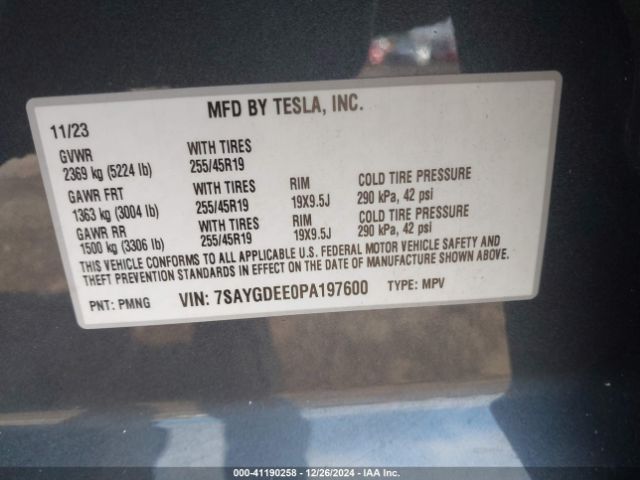 MFD BY TESLA, INC.
11/23
GVWR WITH TIRES
2369 kg (5224 lb) 255/45R19
GAWR FRT WITH TIRES RIM COLD TIRE PRESSURE
1363 kg (3004 lb) 255/45R19 19X9.5J 290 kPa, 42 psi
GAWR RR WITH TIRES RIM COLD TIRE PRESSURE
1500 kg (3306 lb) 255/45R19 19X9.5J 290 kPa, 42 psi
THIS VEHICLE CONFORMS TO ALL APPLICABLE U.S. FEDERAL MOTOR VEHICLE SAFETY AND
THEFT PREVENTION STANDARDS IN EFFECT ON THE DATE OF MANUFACTURE SHOWN ABOVE.
PNT: PMNG VIN: 7SAYGDEE0PA197600 TYPE: MPV
000-41190258 - 12/26/2024 - IAA Inc.